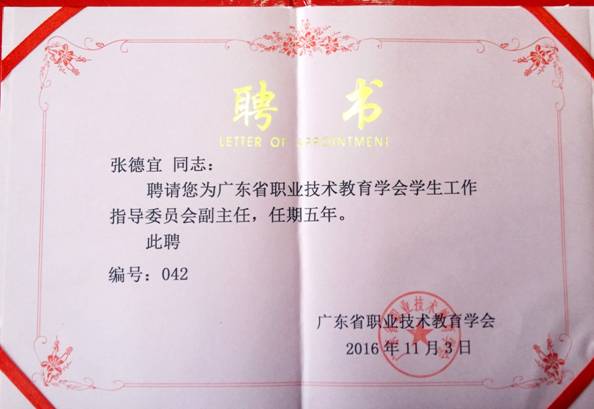 聘 书
LETTER OF APPOINTMENT
张德宜 同志：
聘请您为广东省职业技术教育学会学生工作
指导委员会副主任，任期五年。
此聘
编号：042
广东省职业技术教育学会
2016年11月3日